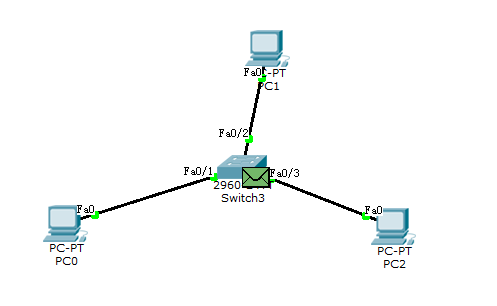 Fa0
PC-PT
PC1
Fa0/2
Fa0/1
Fa0/3
2960
Switch3
Fa0
PC-PT
PC0
Fa0
PC-PT
PC2